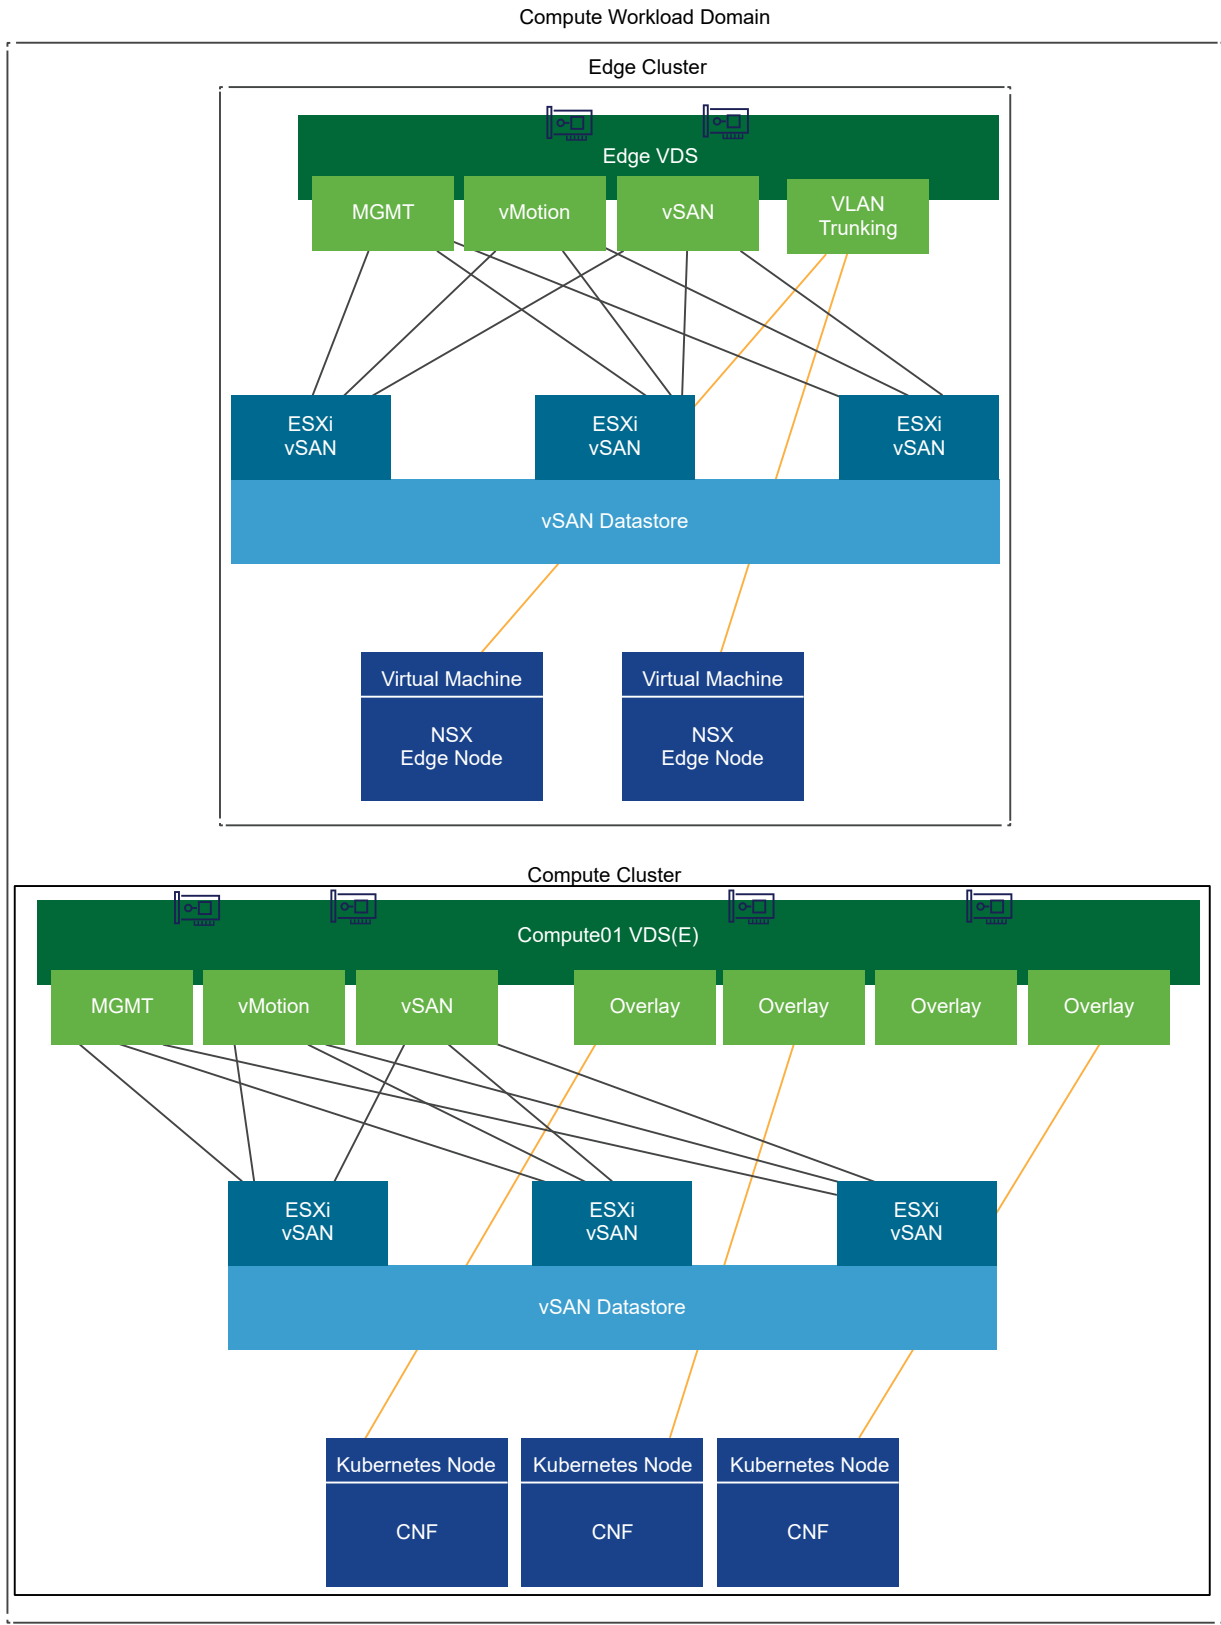 Compute Workload Domain
Edge Cluster
Edge VDS
MGMT
vMotion
vSAN
VLAN
Trunking
ESXi
vSAN
ESXi
vSAN
ESXi
vSAN
vSAN Datastore
Virtual Machine
NSX
Edge Node
Virtual Machine
NSX
Edge Node
Compute Cluster
Compute01 VDS(E)
MGMT
vMotion
vSAN
Overlay
Overlay
Overlay
Overlay
ESXi
vSAN
ESXi
vSAN
ESXi
vSAN
vSAN Datastore
Kubernetes Node
CNF
Kubernetes Node
CNF
Kubernetes Node
CNF